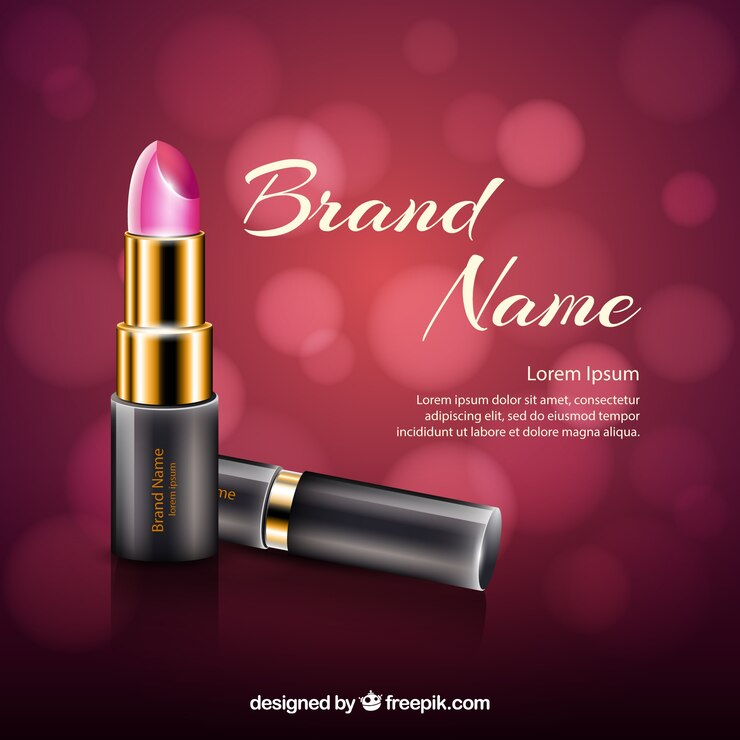 Brand
Name
Lorem Ipsum
Lorem ipsum dolor sit amet, consectetur
adipiscing elit, sed do eiusmod tempor
incididunt ut labore et dolore magna aliqua.
Brand Name
lorem ipsum
me
designed by freepik.com